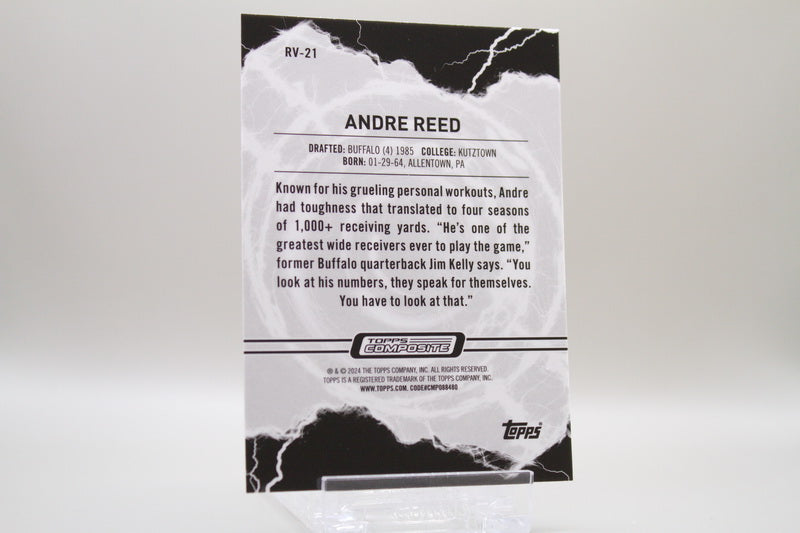 RV-21
ANDRE REED
DRAFTED: BUFFALO (4) 1985 COLLEGE: KUTZTOWN
BORN: 01-29-64, ALLENTOWN, PA
Known for his grueling personal workouts, Andre
had toughness that translated to four seasons
of 1,000+ receiving yards. “He’s one of the
greatest wide receivers ever to play the game,”
former Buffalo quarterback Jim Kelly says. “You
look at his numbers, they speak for themselves.
You have to look at that.”
TOPPS
COMPOSITE
® & © 2024 THE TOPPS COMPANY, INC. ALL RIGHTS RESERVED.
TOPPS IS A REGISTERED TRADEMARK OF THE TOPPS COMPANY, INC.
WWW.TOPPS.COM. CODE#CMP088480
topps®